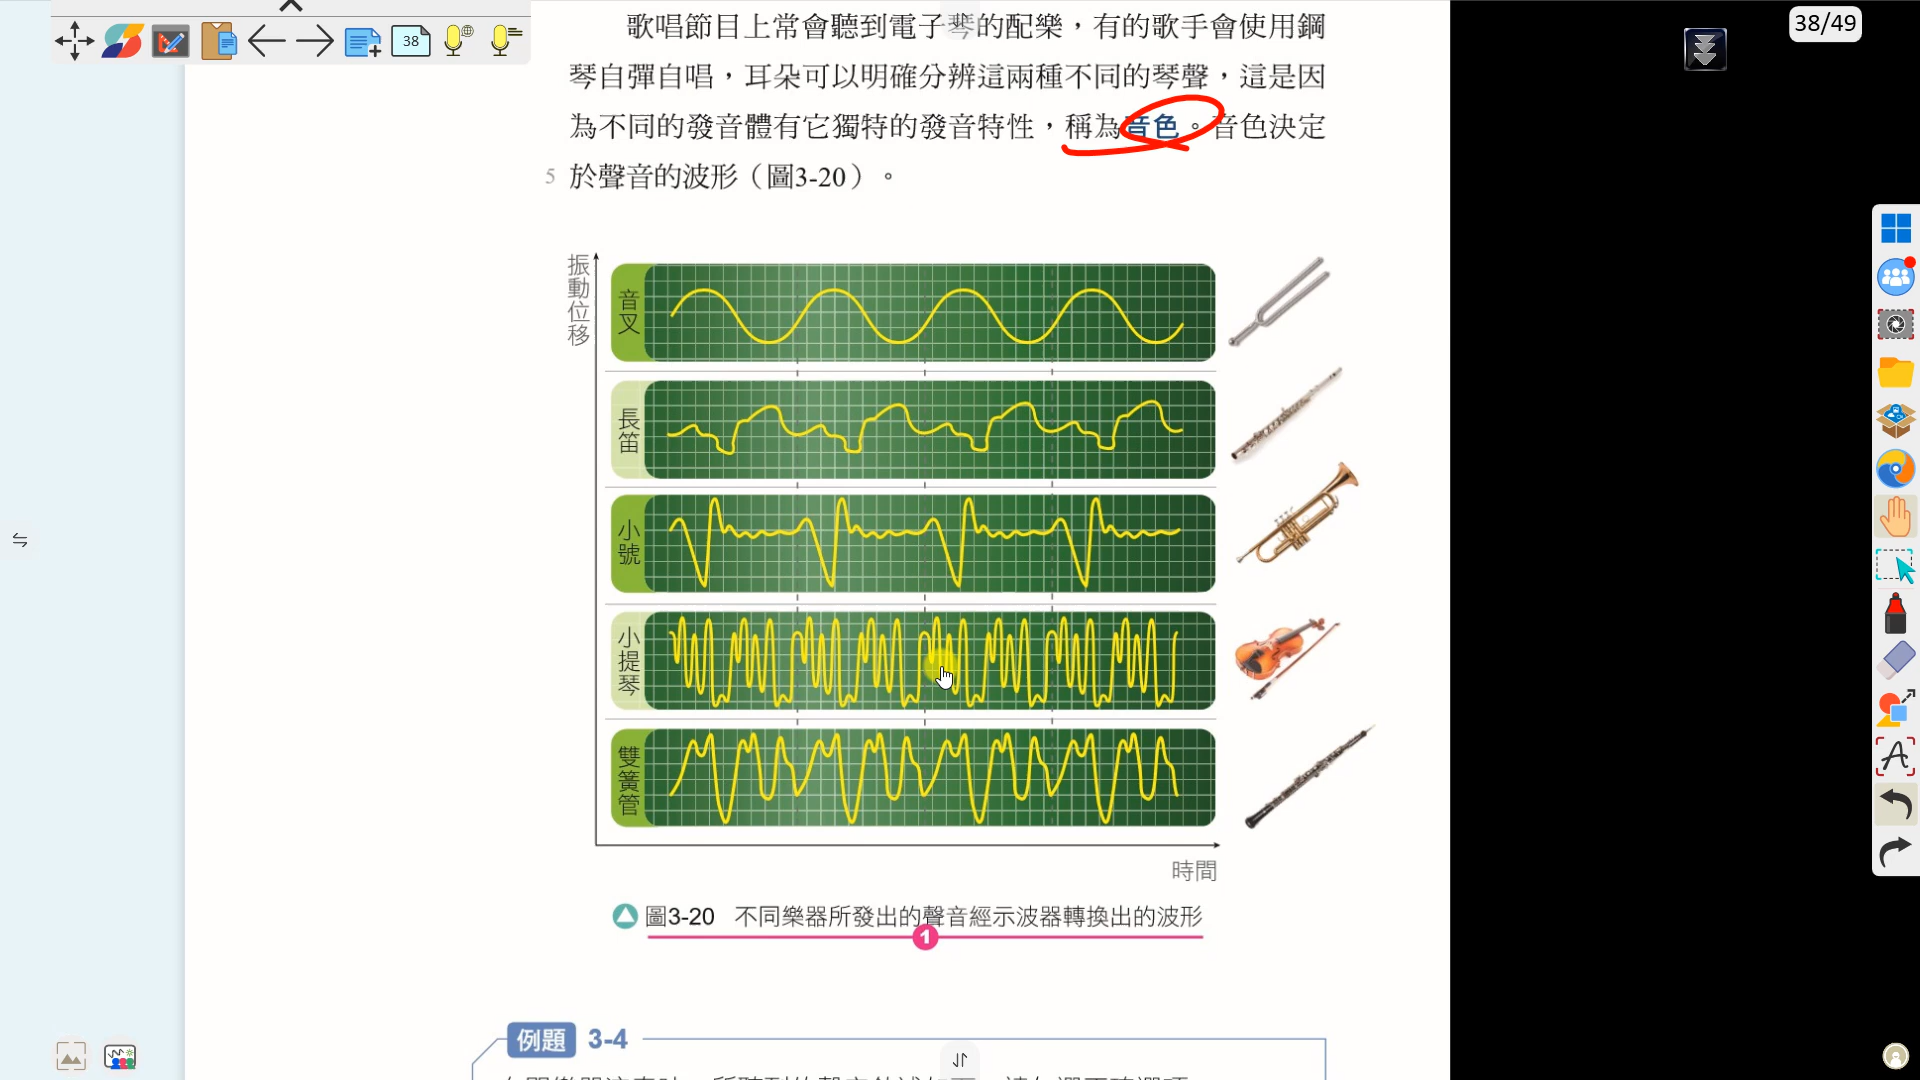 38/49
38
歌唱節目上常會聽到電子琴的配樂，有的歌手會使用鋼
琴自彈自唱，耳朵可以明確分辨這兩種不同的琴聲，這是因
為不同的發音體有它獨特的發音特性，稱為音色。音色決定
5 於聲音的波形（圖3-20）。
振動位移
音叉
長笛
小號
小提琴
雙簧管
時間
圖3-20 不同樂器所發出的聲音經示波器轉換出的波形
1
例題 3-4